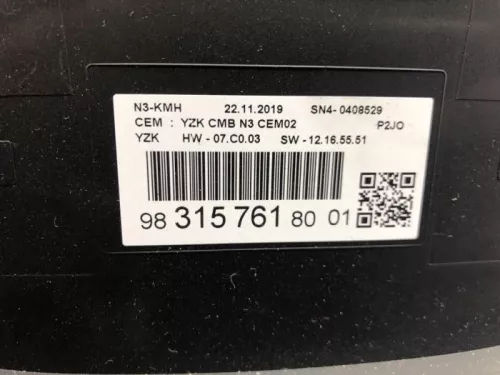 N3-KMH 22.11.2019 SN4- 0408529
CEM : YZK CMB N3 CEM02 P2JO
YZK HW - 07.C0.03 SW - 12.16.55.51
98 315 761 80 01